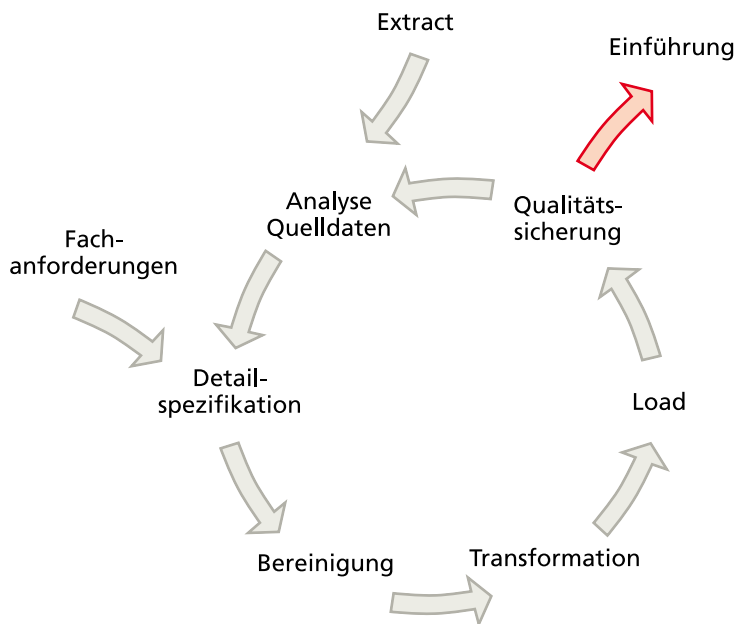 Extract
Einführung
Analyse
Quelldaten
Qualitäts-
sicherung
Fach-
anforderungen
Detail-
spezifikation
Load
Bereinigung
Transformation